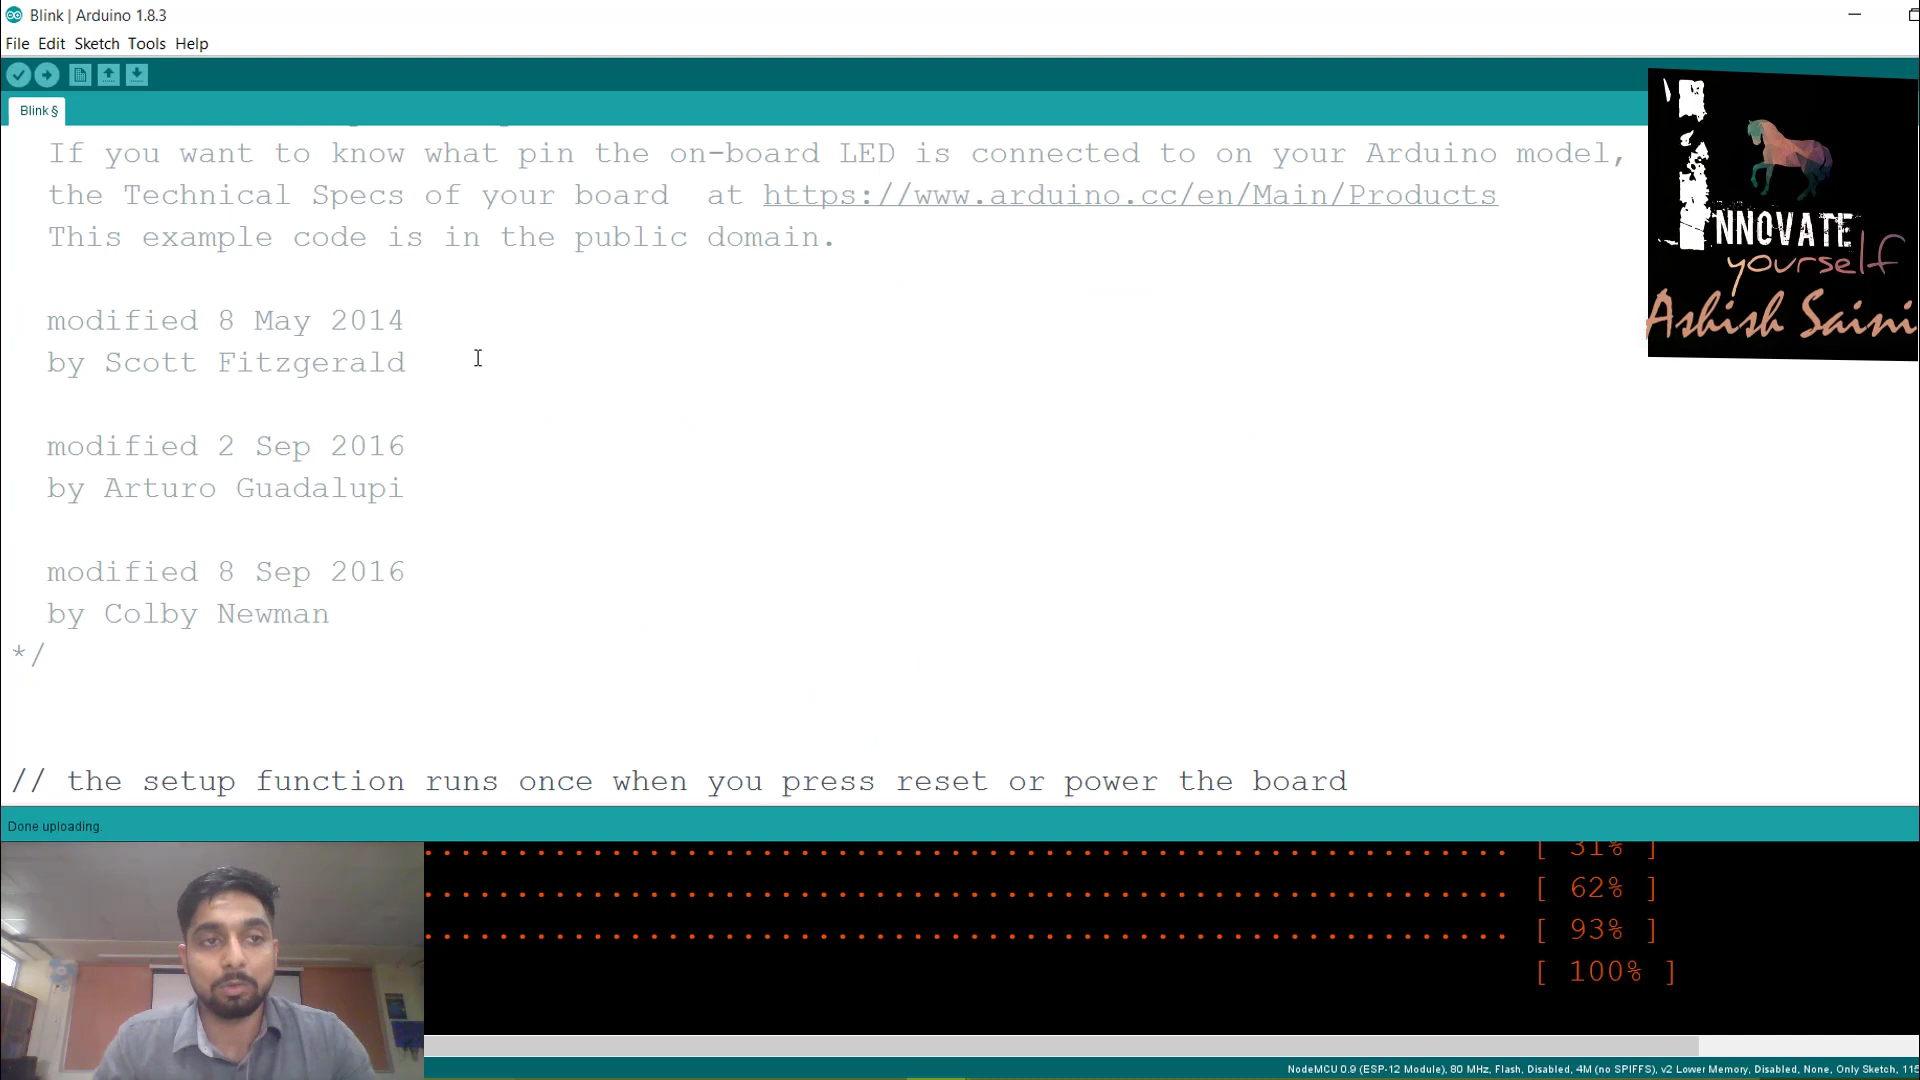 Blink | Arduino 1.8.3
File Edit Sketch Tools Help
Blink §
If you want to know what pin the on-board LED is connected to on your Arduino model,
the Technical Specs of your board  at https://www.arduino.cc/en/Main/Products
This example code is in the public domain.
modified 8 May 2014
by Scott Fitzgerald
modified 2 Sep 2016
by Arturo Guadalupi
modified 8 Sep 2016
by Colby Newman
*/
// the setup function runs once when you press reset or power the board
INNOVATE
yourself
Ashish Saini
Done uploading.
................................................................ [ 31% ]
................................................................ [ 62% ]
................................................................ [ 93% ]
[ 100% ]
NodeMCU 0.9 (ESP-12 Module), 80 MHz, Flash, Disabled, 4M (no SPIFFS), v2 Lower Memory, Disabled, None, Only Sketch, 115